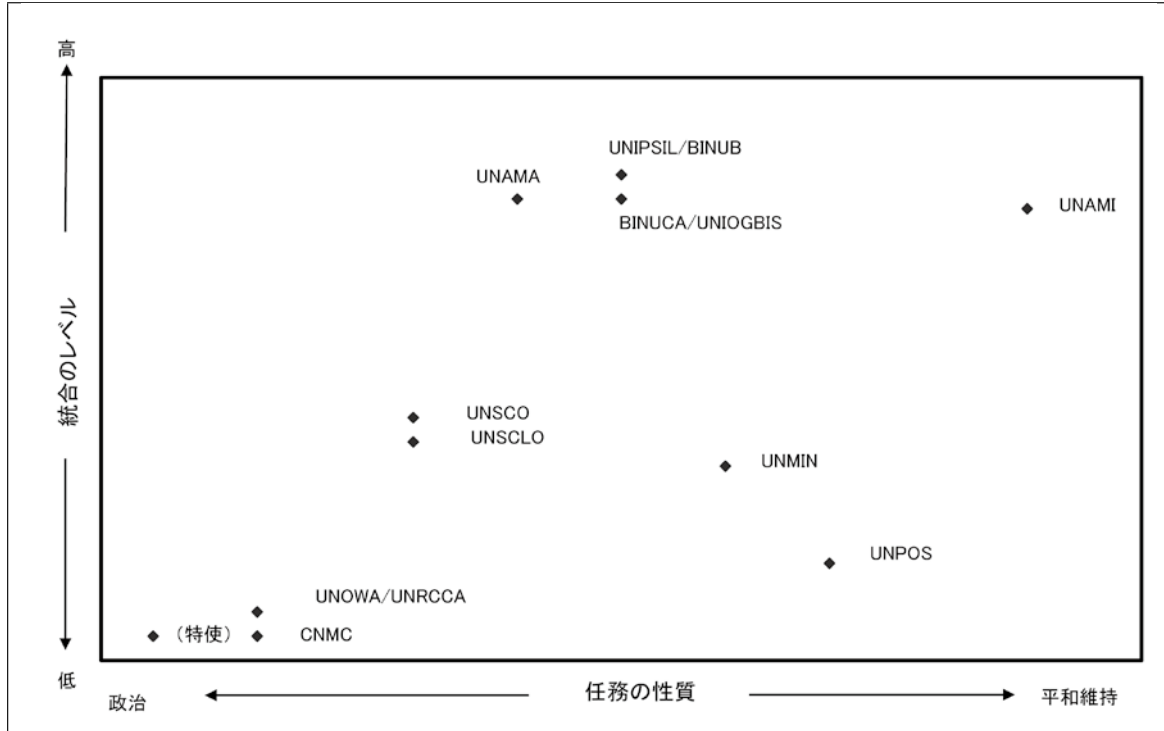 高
UNIPSIL/BINUB
UNAMA
UNAMI
BINUCA/UNIOGBIS
統合のレベル
UNSCO
UNSCLO
UNMIN
UNPOS
UNOWA/UNRCCA
（特使）
CNMC
低
政治
任務の性質
平和維持